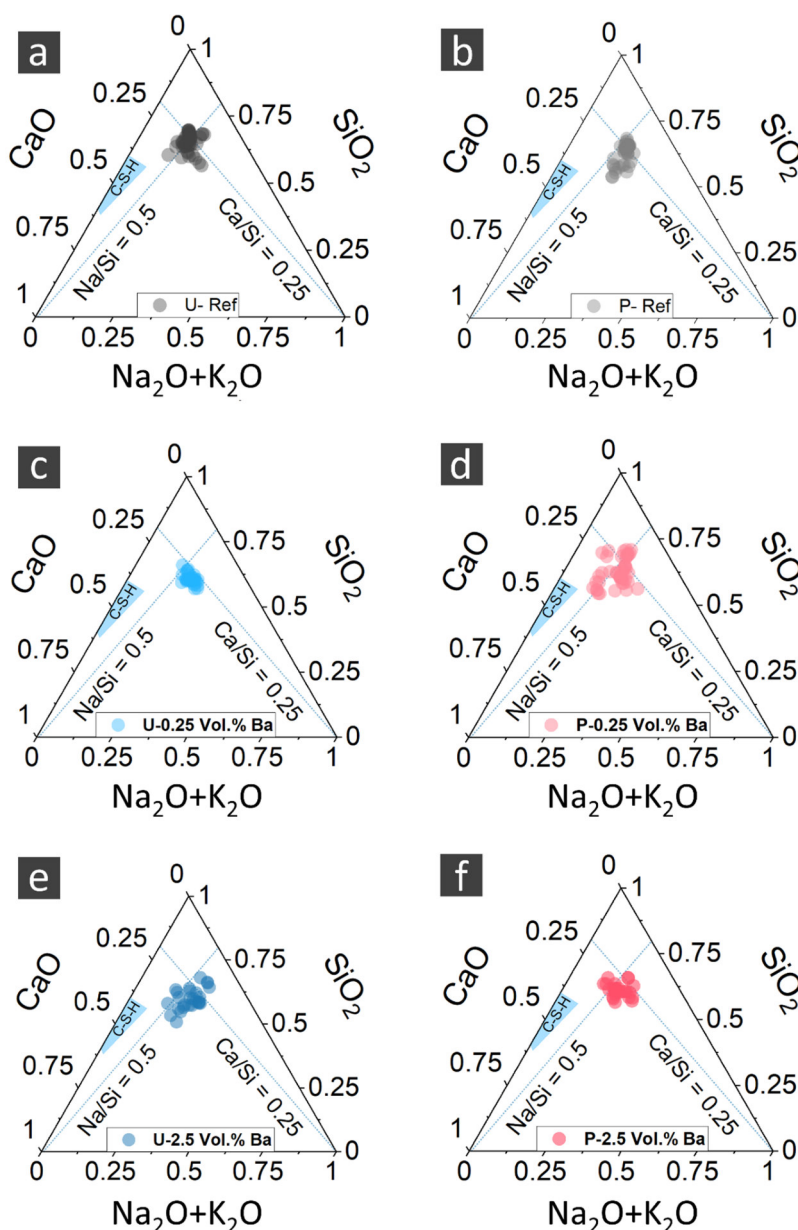 a
0
1
0.25
0.75
CaO
SiO2
0.5
C-S-H
0.5
0.75
0.25
Na/Si = 0.5
Ca/Si = 0.25
1
U- Ref
0
0
0.25
0.5
0.75
1
Na2O+K2O
b
0
1
0.25
0.75
CaO
SiO2
0.5
C-S-H
0.5
0.75
0.25
Na/Si = 0.5
Ca/Si = 0.25
1
P- Ref
0
0
0.25
0.5
0.75
1
Na2O+K2O
c
0
1
0.25
0.75
CaO
SiO2
0.5
C-S-H
0.5
0.75
0.25
Na/Si = 0.5
Ca/Si = 0.25
1
U-0.25 Vol.% Ba
0
0
0.25
0.5
0.75
1
Na2O+K2O
d
0
1
0.25
0.75
CaO
SiO2
0.5
C-S-H
0.5
0.75
0.25
Na/Si = 0.5
Ca/Si = 0.25
1
P-0.25 Vol.% Ba
0
0
0.25
0.5
0.75
1
Na2O+K2O
e
0
1
0.25
0.75
CaO
SiO2
0.5
C-S-H
0.5
0.75
0.25
Na/Si = 0.5
Ca/Si = 0.25
1
U-2.5 Vol.% Ba
0
0
0.25
0.5
0.75
1
Na2O+K2O
f
0
1
0.25
0.75
CaO
SiO2
0.5
C-S-H
0.5
0.75
0.25
Na/Si = 0.5
Ca/Si = 0.25
1
P-2.5 Vol.% Ba
0
0
0.25
0.5
0.75
1
Na2O+K2O